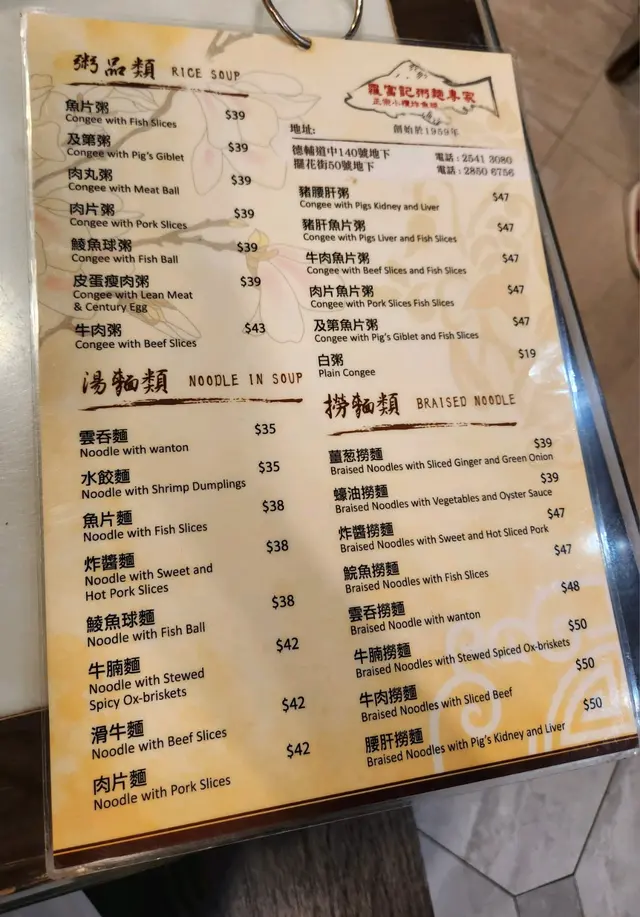 粥品類 RICE SOUP
魚片粥 $39
Congee with Fish Slices
及第粥 $39
Congee with Pig's Giblet
肉丸粥 $39
Congee with Meat Ball
肉片粥 $39
Congee with Pork Slices
鯪魚球粥 $39
Congee with Fish Ball
皮蛋瘦肉粥 $39
Congee with Lean Meat
& Century Egg
牛肉粥 $43
Congee with Beef Slices
羅富記粥麵專家
正宗小欖炸魚球
地址: 創始於1959年
德輔道中140號地下 電話 : 2541 3080
閣花街50號地下 電話 : 2850 6756
豬腰肝粥 $47
Congee with Pigs Kidney and Liver
豬肝魚片粥 $47
Congee with Pigs Liver and Fish Slices
牛肉魚片粥 $47
Congee with Beef Slices and Fish Slices
肉片魚片粥 $47
Congee with Pork Slices Fish Slices
及第魚片粥 $47
Congee with Pig's Giblet and Fish Slices
白粥 $19
Plain Congee
湯麵類 NOODLE IN SOUP
雲吞麵 $35
Noodle with wanton
水餃麵 $35
Noodle with Shrimp Dumplings
魚片麵 $38
Noodle with Fish Slices
炸醬麵 $38
Noodle with Sweet and
Hot Pork Slices
鯪魚球麵 $38
Noodle with Fish Ball
牛腩麵 $42
Noodle with Stewed
Spicy Ox-briskets
滑牛麵 $42
Noodle with Beef Slices
肉片麵 $42
Noodle with Pork Slices
撈麵類 BRAISED NOODLE
薑葱撈麵 $39
Braised Noodles with Sliced Ginger and Green Onion
蠔油撈麵 $39
Braised Noodles with Vegetables and Oyster Sauce
炸醬撈麵 $47
Braised Noodles with Sweet and Hot Sliced Pork
鯇魚撈麵 $47
Braised Noodles with Fish Slices
雲吞撈麵 $48
Braised Noodle with wanton
牛腩撈麵 $50
Braised Noodles with Stewed Spiced Ox-briskets
牛肉撈麵 $50
Braised Noodles with Sliced Beef
腰肝撈麵 $50
Braised Noodles with Pig's Kidney and Liver